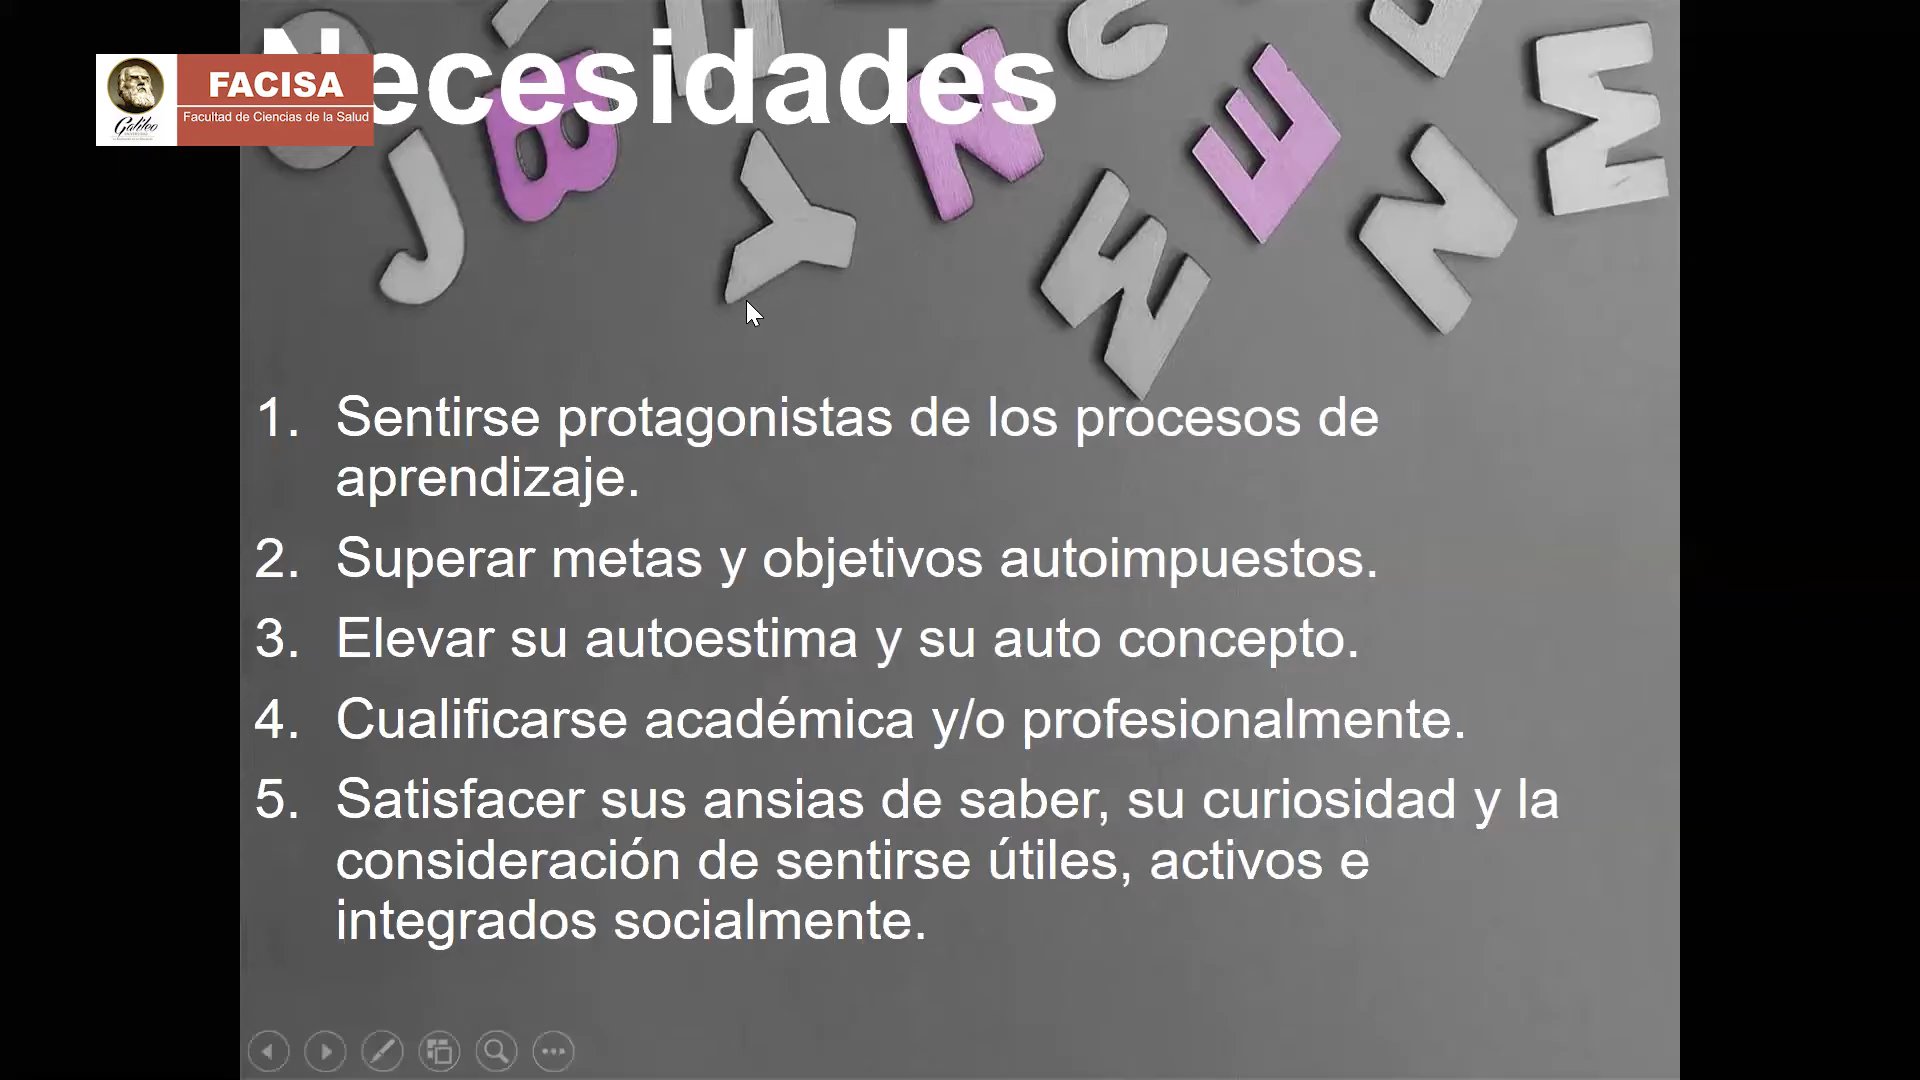 Necesidades
FACISA
Facultad de Ciencias de la Salud
Galileo
1. Sentirse protagonistas de los procesos de
aprendizaje.
2. Superar metas y objetivos autoimpuestos.
3. Elevar su autoestima y su auto concepto.
4. Cualificarse académica y/o profesionalmente.
5. Satisfacer sus ansias de saber, su curiosidad y la
consideración de sentirse útiles, activos e
integrados socialmente.